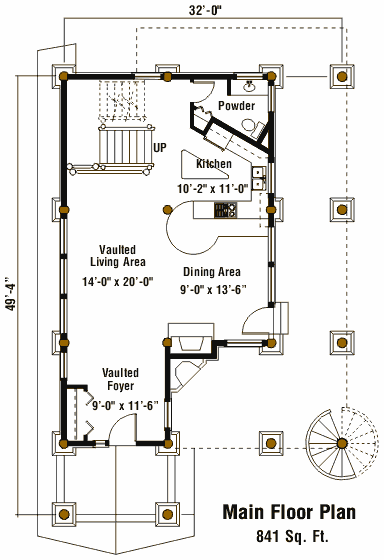 32'-0"
Powder
UP
Kitchen
10'-2" x 11'-0"
Vaulted
Living Area
14'-0" x 20'-0"
Dining Area
9'-0" x 13'-6"
49'-4"
Vaulted
Foyer
9'-0" x 11'-6"
Main Floor Plan
841 Sq. Ft.